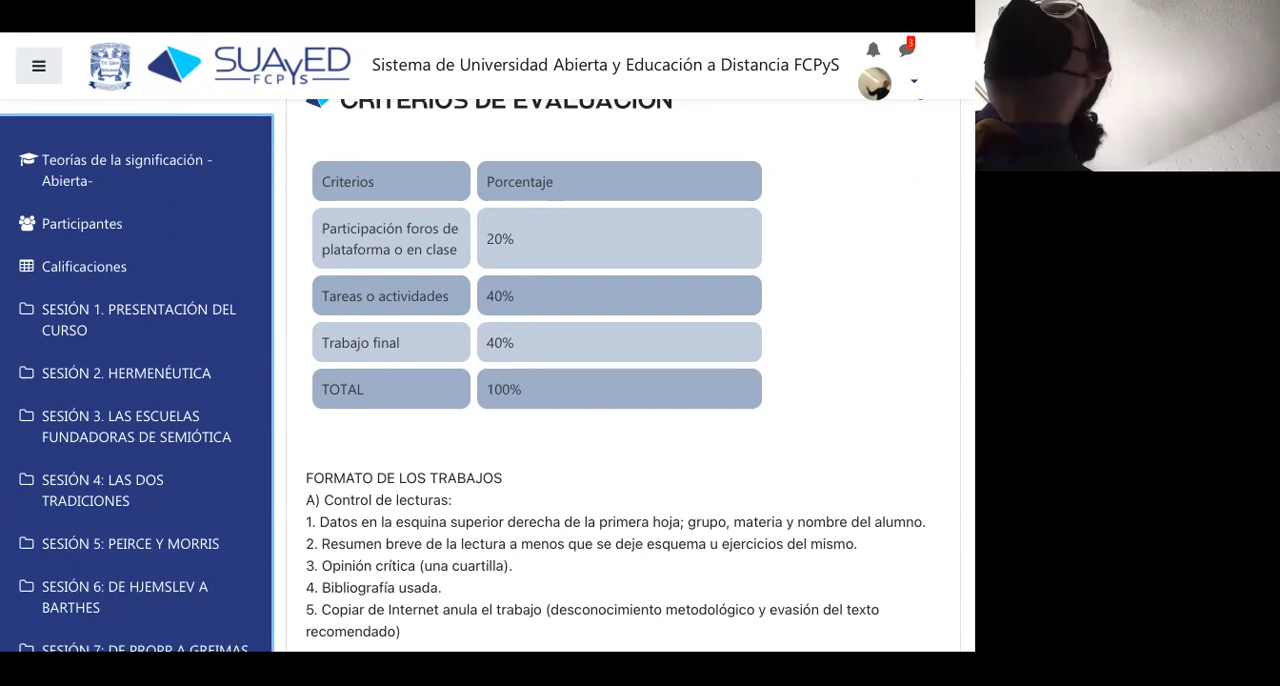 SUAyED
FCPYS
Sistema de Universidad Abierta y Educación a Distancia FCPyS
3
CRITERIOS DE EVALUACIÓN
Teorías de la significación -
Abierta-
Participantes
Calificaciones
SESIÓN 1. PRESENTACIÓN DEL
CURSO
SESIÓN 2. HERMENÉUTICA
SESIÓN 3. LAS ESCUELAS
FUNDADORAS DE SEMIÓTICA
SESIÓN 4: LAS DOS
TRADICIONES
SESIÓN 5: PEIRCE Y MORRIS
SESIÓN 6: DE HJEMSLEV A
BARTHES
SESIÓN 7: DE PROPP A GREIMAS
Criterios Porcentaje
Participación foros de
plataforma o en clase 20%
Tareas o actividades 40%
Trabajo final 40%
TOTAL 100%
FORMATO DE LOS TRABAJOS
A) Control de lecturas:
1. Datos en la esquina superior derecha de la primera hoja; grupo, materia y nombre del alumno.
2. Resumen breve de la lectura a menos que se deje esquema u ejercicios del mismo.
3. Opinión crítica (una cuartilla).
4. Bibliografía usada.
5. Copiar de Internet anula el trabajo (desconocimiento metodológico y evasión del texto
recomendado)